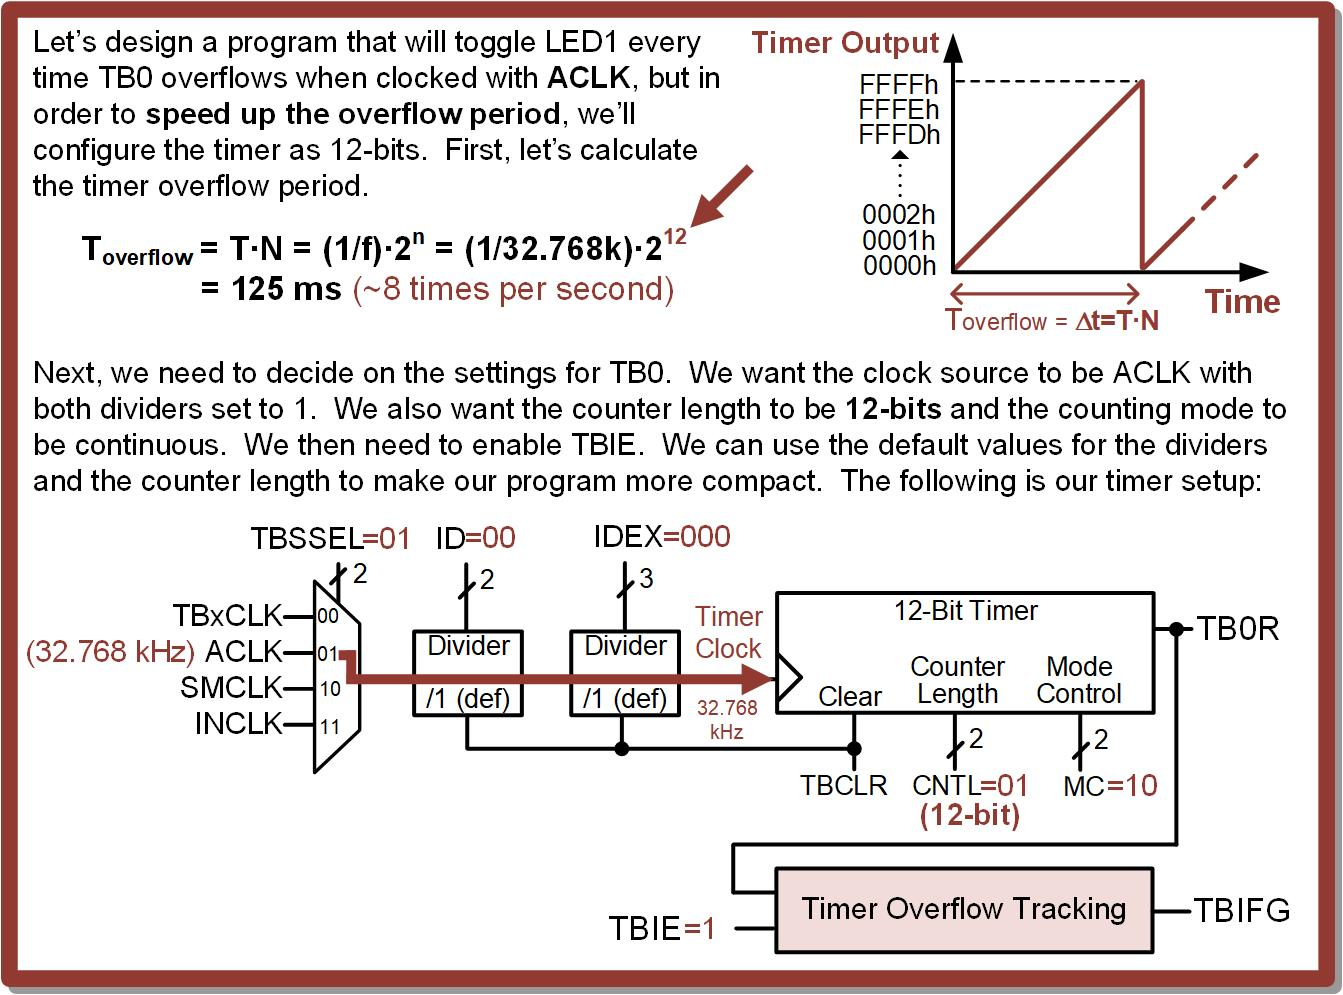 Let's design a program that will toggle LED1 every
time TB0 overflows when clocked with ACLK, but in
order to speed up the overflow period, we'll
configure the timer as 12-bits.  First, let's calculate
the timer overflow period.
Toverflow = T·N = (1/f)·2n = (1/32.768k)·212
= 125 ms (~8 times per second)
Timer Output
FFFFh
FFFEh
FFFDh
0002h
0001h
0000h
Time
Toverflow = Δt=T·N
Next, we need to decide on the settings for TB0.  We want the clock source to be ACLK with
both dividers set to 1.  We also want the counter length to be 12-bits and the counting mode to
be continuous.  We then need to enable TBIE.  We can use the default values for the dividers
and the counter length to make our program more compact.  The following is our timer setup:
TBSSEL=01 ID=00 IDEX=000
2 2 3
TBxCLK 00
(32.768 kHz) ACLK 01
SMCLK 10
INCLK 11
Divider
/1 (def)
Divider
/1 (def)
Timer
Clock
32.768
kHz
12-Bit Timer
Clear
Counter
Length
Mode
Control
TB0R
2 2
TBCLR CNTL=01 MC=10
(12-bit)
Timer Overflow Tracking
TBIE=1
TBIFG